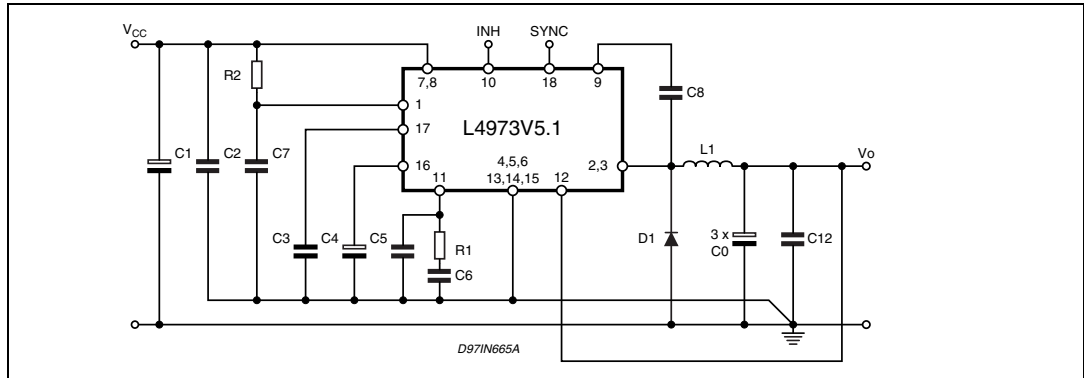 VCC
INH
SYNC
7,8
10
18
9
R2
C8
1
L4973V5.1
17
L1
Vo
C1
C2
C7
16
4,5,6
13,14,15
2,3
11
12
C3
C4
C5
R1
D1
3 x
C0
C12
C6
D97IN665A